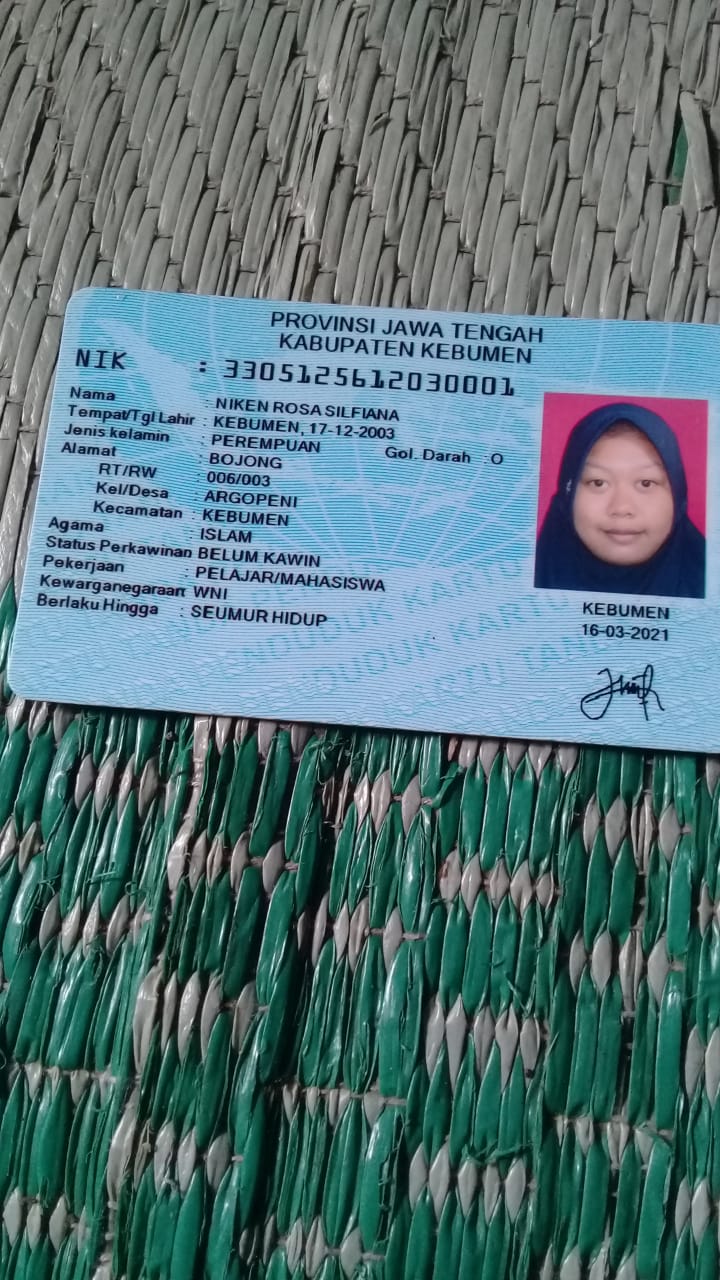 PROVINSI JAWA TENGAH
KABUPATEN KEBUMEN
NIK : 3305125612030001
Nama : NIKEN ROSA SILFIANA
Tempat/Tgl Lahir : KEBUMEN, 17-12-2003
Jenis kelamin : PEREMPUAN Gol. Darah : O
Alamat : BOJONG
RT/RW : 006/003
Kel/Desa : ARGOPENI
Kecamatan : KEBUMEN
Agama : ISLAM
Status Perkawinan BELUM KAWIN
Pekerjaan : PELAJAR/MAHASISWA
Kewarganegaraan: WNI
Berlaku Hingga : SEUMUR HIDUP
KEBUMEN
16-03-2021